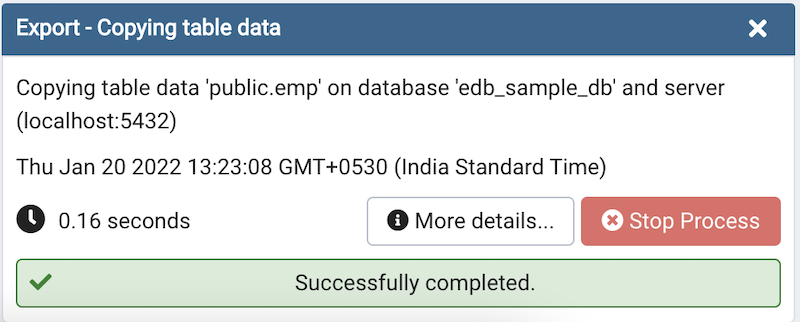 Export - Copying table data
Copying table data 'public.emp' on database 'edb_sample_db' and server
(localhost:5432)
Thu Jan 20 2022 13:23:08 GMT+0530 (India Standard Time)
0.16 seconds
More details...
Stop Process
Successfully completed.